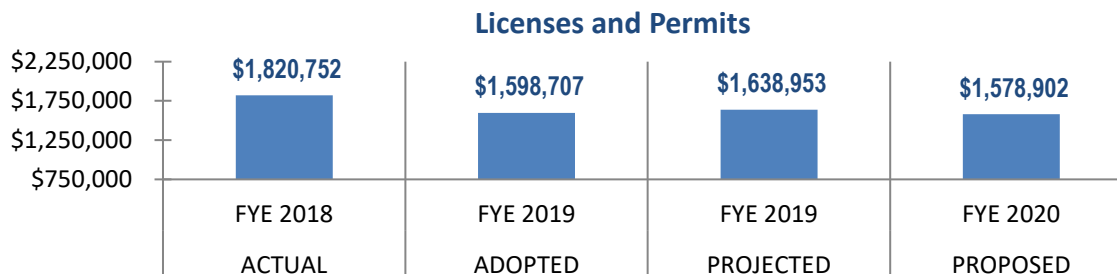 Licenses and Permits
$2,250,000
$1,750,000
$1,250,000
$750,000
$1,820,752
$1,598,707
$1,638,953
$1,578,902
FYE 2018
FYE 2019
FYE 2019
FYE 2020
ACTUAL
ADOPTED
PROJECTED
PROPOSED